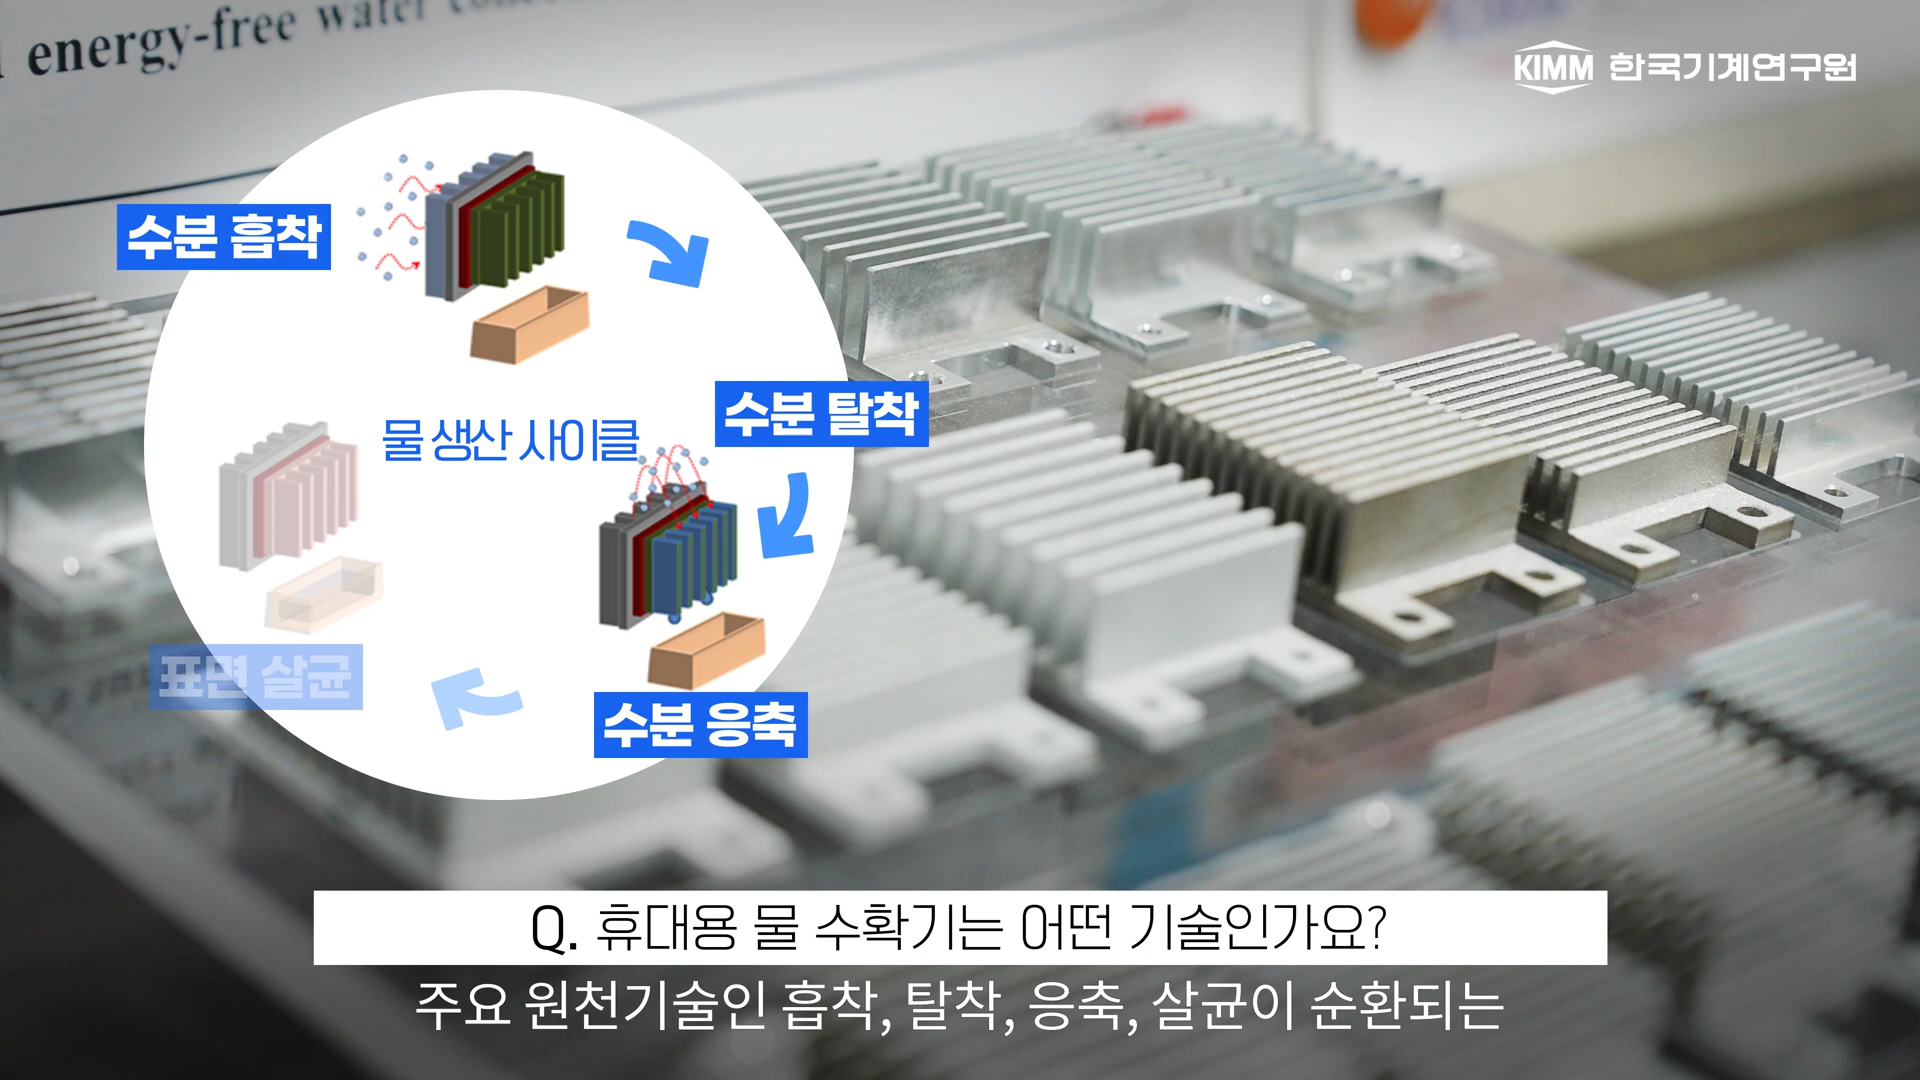 energy-free water
KIMM 한국기계연구원
수분 흡착
물 생산 사이클
수분 탈착
표면 살균
수분 응축
Q. 휴대용 물 수확기는 어떤 기술인가요?
주요 원천기술인 흡착, 탈착, 응축, 살균이 순환되는